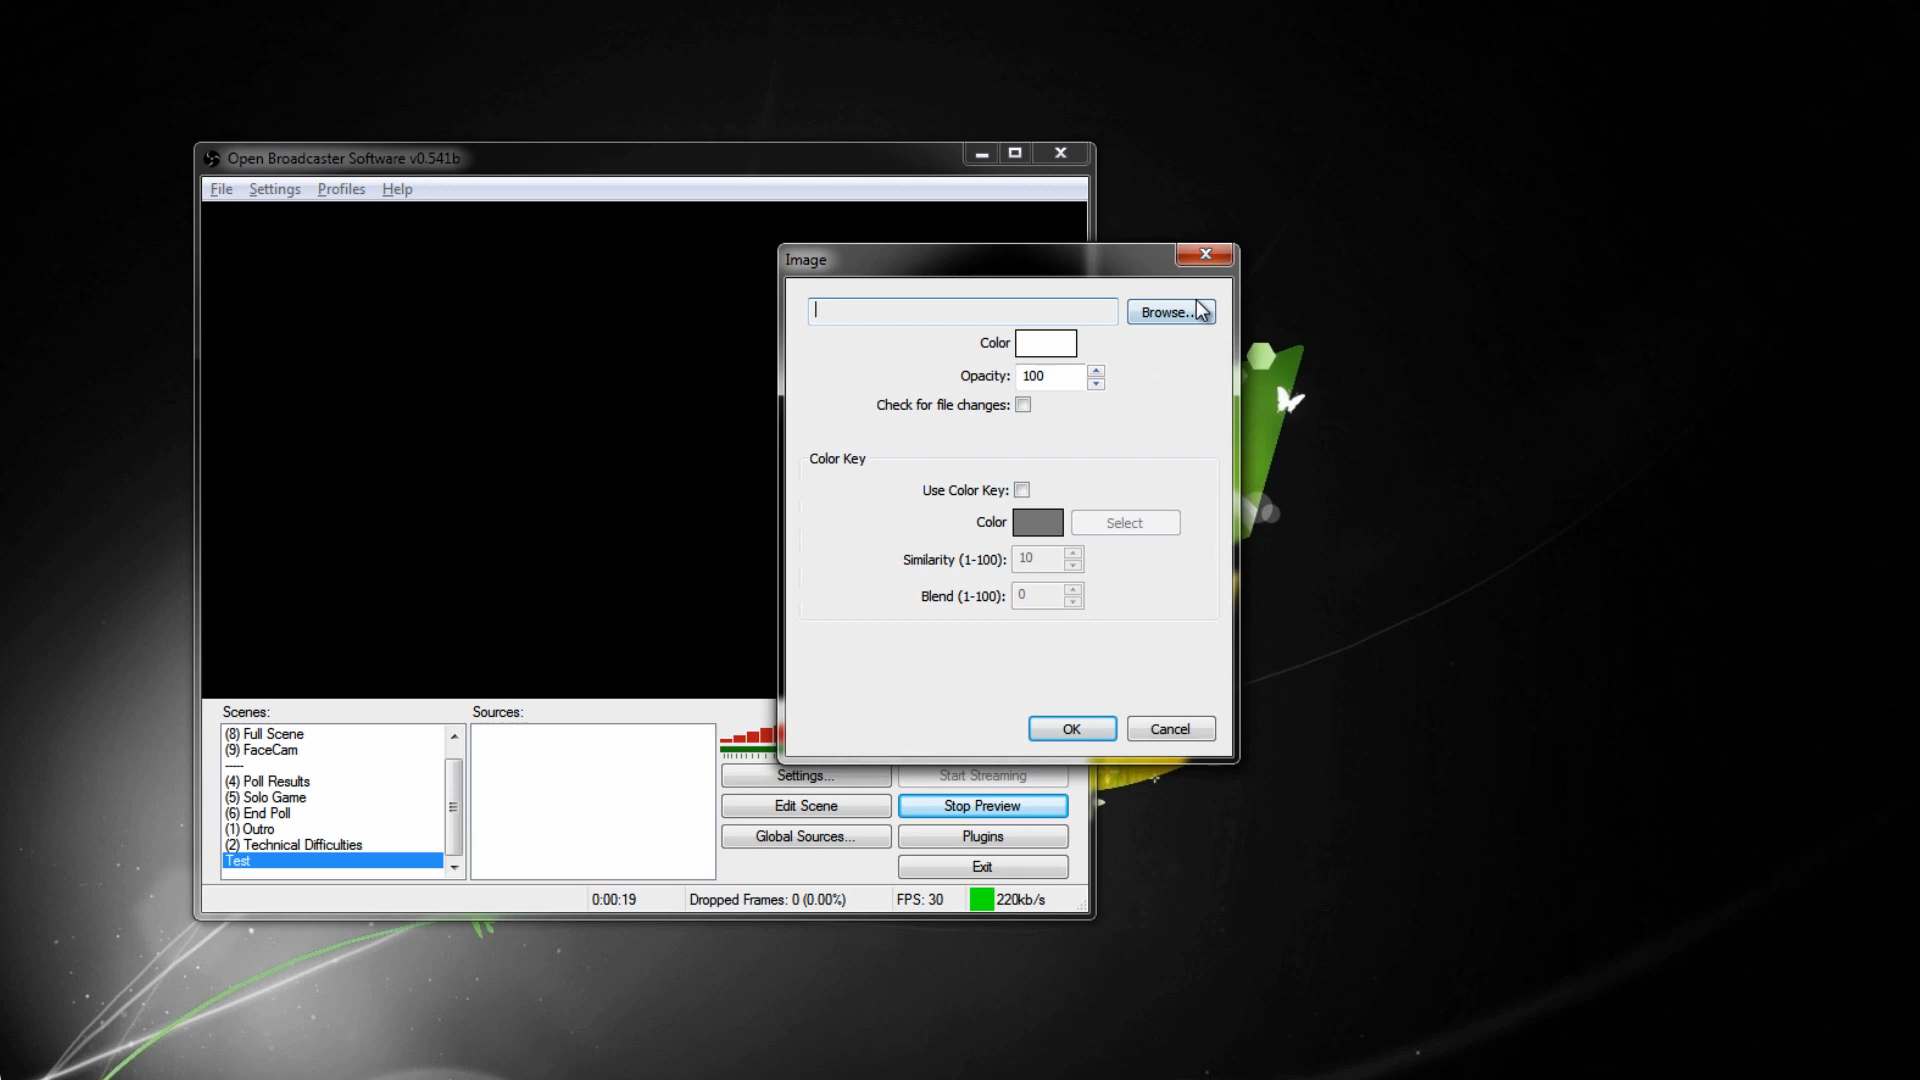 Open Broadcaster Software v0.541b
File Settings Profiles Help
Image
Browse...
Color
Opacity: 100
Check for file changes:
Color Key
Use Color Key:
Color Select
Similarity (1-100): 10
Blend (1-100): 0
OK Cancel
Scenes: Sources:
(8) Full Scene
(9) FaceCam
-----
(4) Poll Results
(5) Solo Game
(6) End Poll
(1) Outro
(2) Technical Difficulties
Test
Settings... Start Streaming
Edit Scene Stop Preview
Global Sources... Plugins
Exit
0:00:19 Dropped Frames: 0 (0.00%) FPS: 30 220kb/s